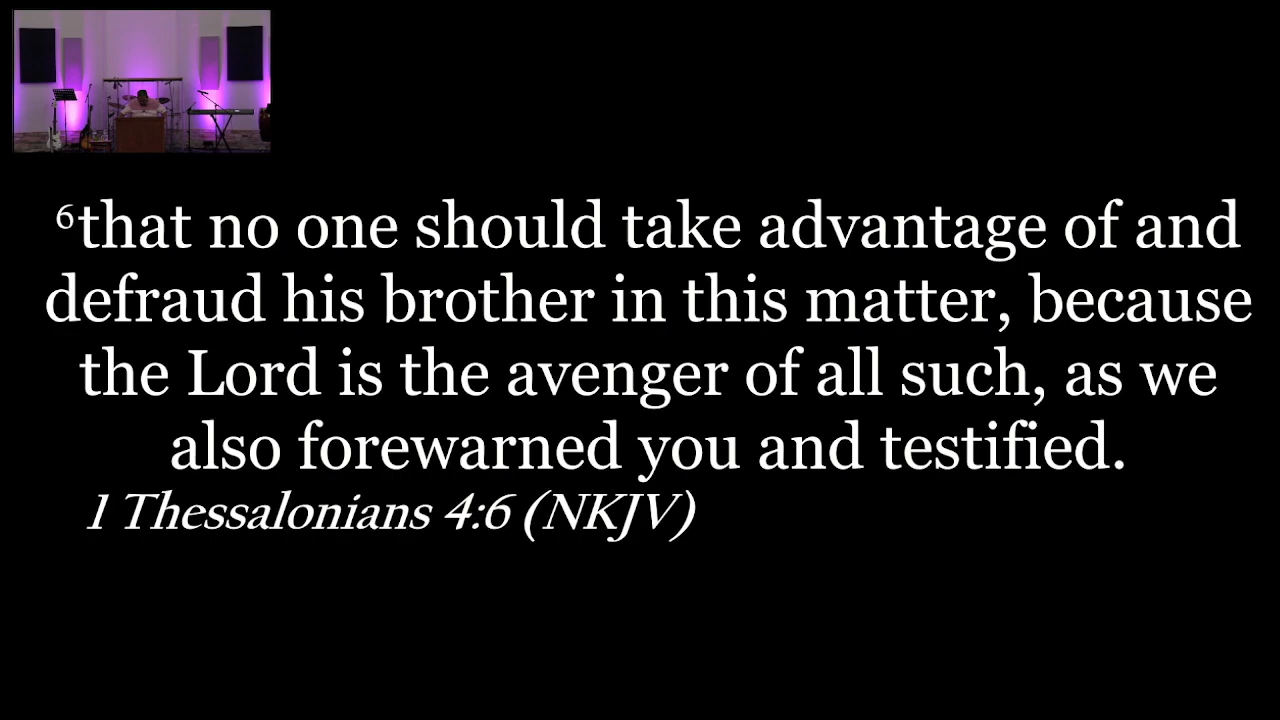 6that no one should take advantage of and
defraud his brother in this matter, because
the Lord is the avenger of all such, as we
also forewarned you and testified.
1 Thessalonians 4:6 (NKJV)